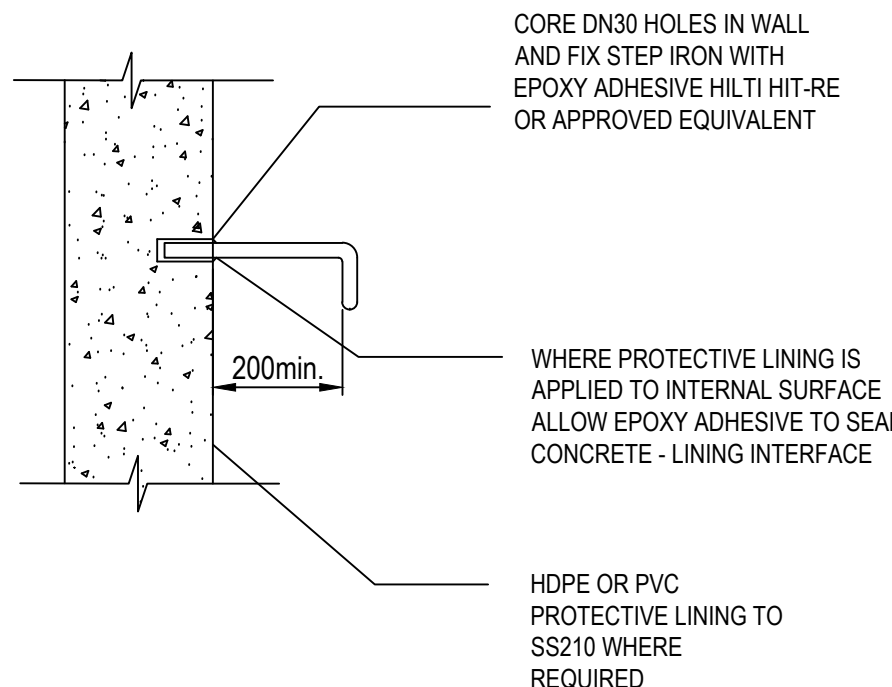 CORE DN30 HOLES IN WALL
AND FIX STEP IRON WITH
EPOXY ADHESIVE HILTI HIT-RE
OR APPROVED EQUIVALENT
200min.
WHERE PROTECTIVE LINING IS
APPLIED TO INTERNAL SURFACE
ALLOW EPOXY ADHESIVE TO SEAL
CONCRETE - LINING INTERFACE
HDPE OR PVC
PROTECTIVE LINING TO
SS210 WHERE
REQUIRED